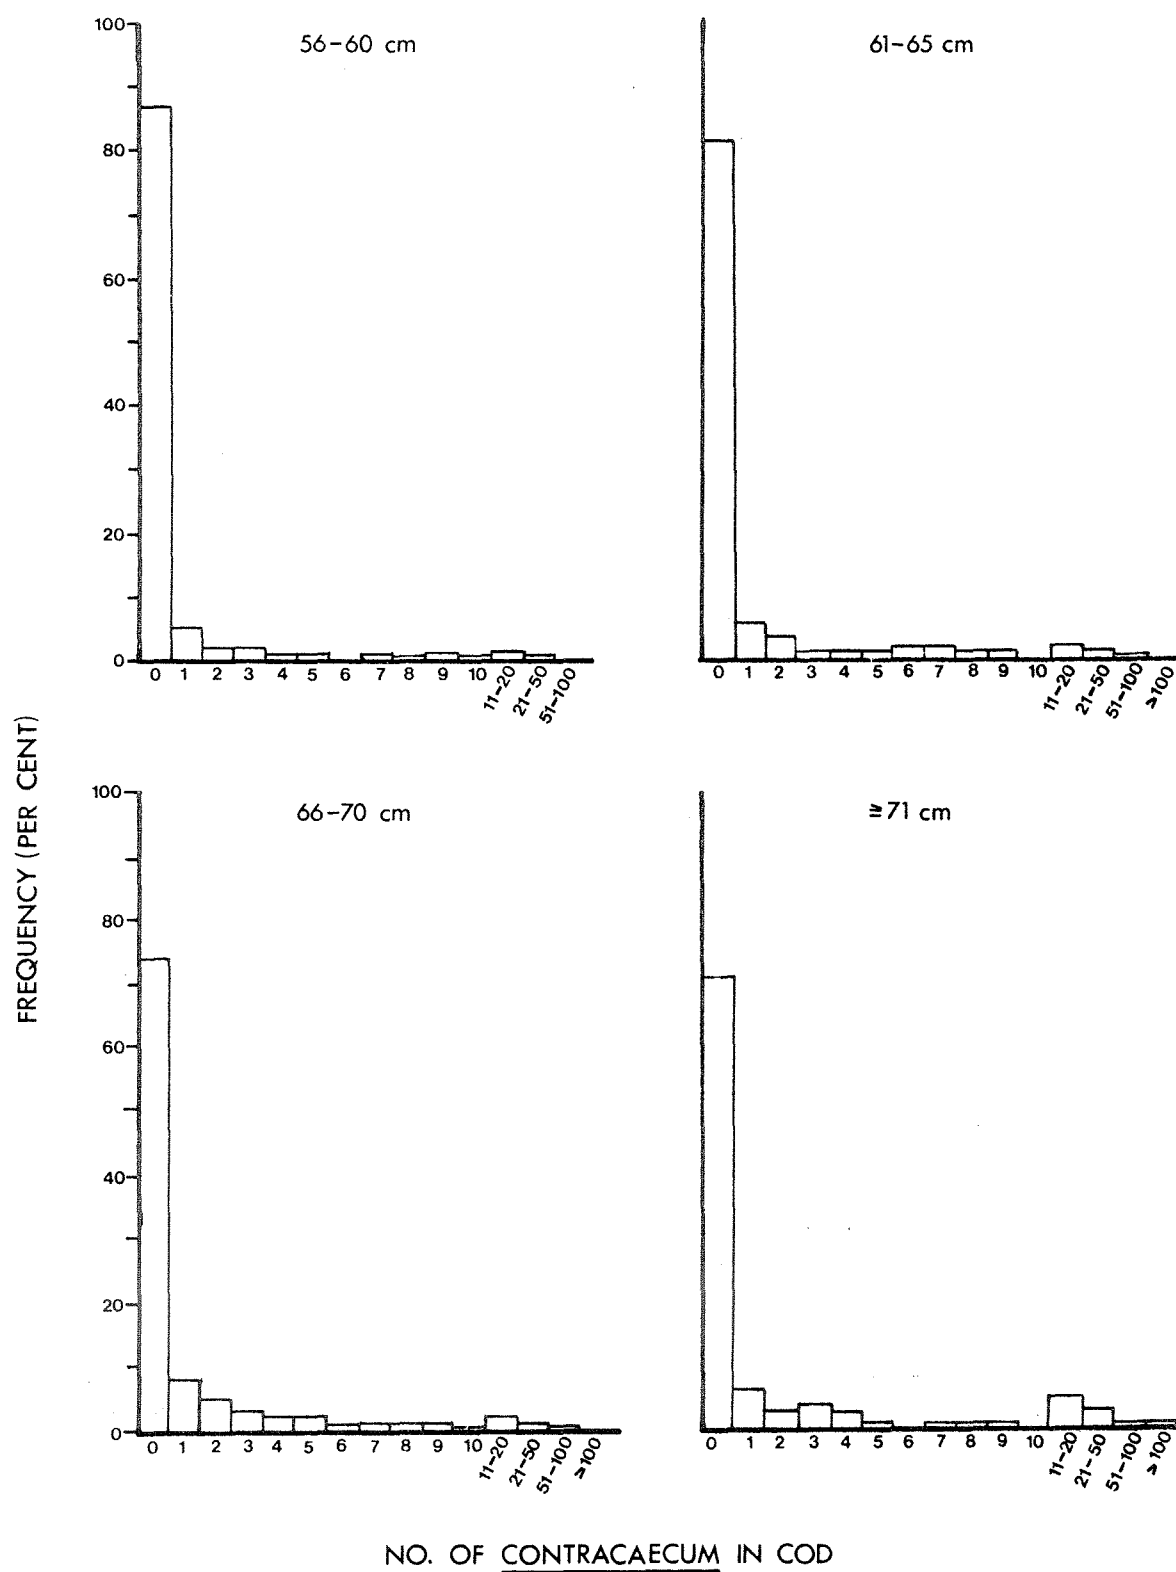 56-60 cm
100
80
60
40
20
0
0 1 2 3 4 5 6 7 8 9 10 11-20 21-50 51-100
61-65 cm
0 1 2 3 4 5 6 7 8 9 10 11-20 21-50 51-100 ⩾100
FREQUENCY (PER CENT)
66-70 cm
100
80
60
40
20
0
0 1 2 3 4 5 6 7 8 9 10 11-20 21-50 51-100 ⩾100
≧71 cm
0 1 2 3 4 5 6 7 8 9 10 11-20 21-50 51-100 ⩾100
NO. OF CONTRACAECUM IN COD